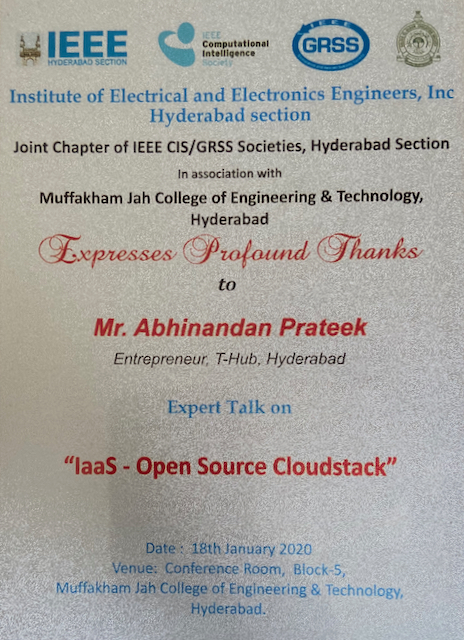 IEEE
HYDERABAD SECTION
IEEE
Computational
Intelligence
Society
IEEE
GRSS
Institute of Electrical and Electronics Engineers, Inc
Hyderabad section
Joint Chapter of IEEE CIS/GRSS Societies, Hyderabad Section
In association with
Muffakham Jah College of Engineering & Technology,
Hyderabad
Expresses Profound Thanks
to
Mr. Abhinandan Prateek
Entrepreneur, T-Hub, Hyderabad
Expert Talk on
"IaaS - Open Source Cloudstack"
Date : 18th January 2020
Venue: Conference Room, Block-5,
Muffakham Jah College of Engineering & Technology,
Hyderabad.